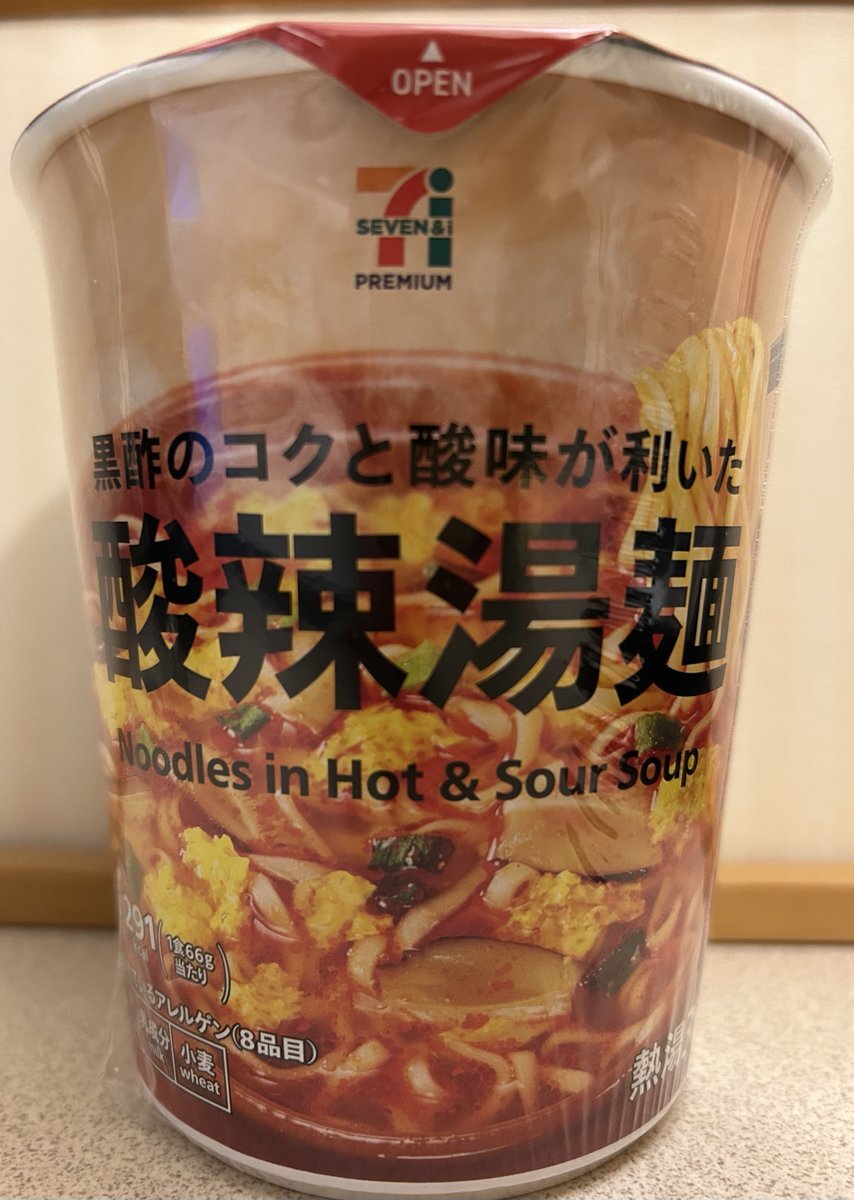 OPEN
SEVEN&i
PREMIUM
黒酢のコクと酸味が利いた
酸辣湯麺
Noodles in Hot & Sour Soup
291
(1食66g
当たり)
いるアレルゲン(8品目)
小麦
wheat
熱湯